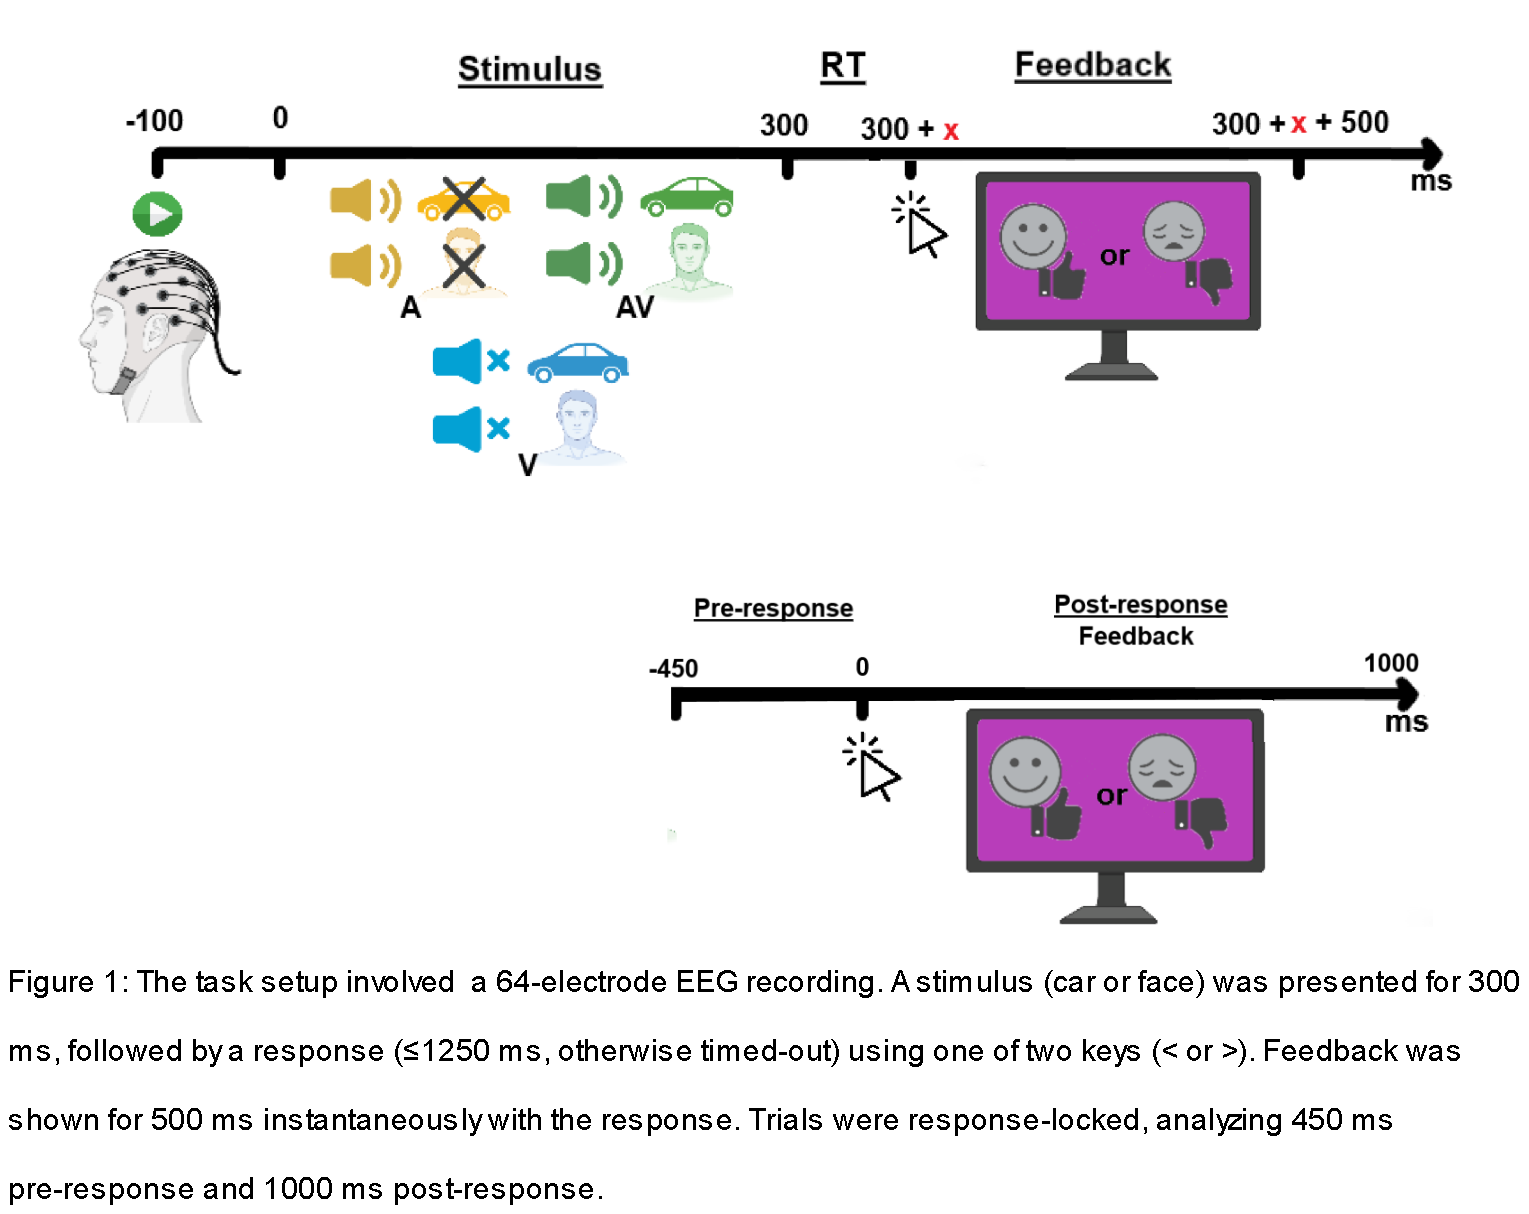 Stimulus
RT
Feedback
-100
0
300
300 + x
300 + x + 500
ms
A
AV
V
or
Pre-response
Post-response
Feedback
-450
0
1000
ms
or
Figure 1: The task setup involved a 64-electrode EEG recording. A stimulus (car or face) was presented for 300
ms, followed by a response (≤1250 ms, otherwise timed-out) using one of two keys (< or >). Feedback was
shown for 500 ms instantaneously with the response. Trials were response-locked, analyzing 450 ms
pre-response and 1000 ms post-response.